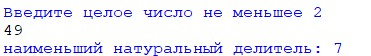 Введите целое число не меньшее 2
49
наименьший натуральный делитель: 7